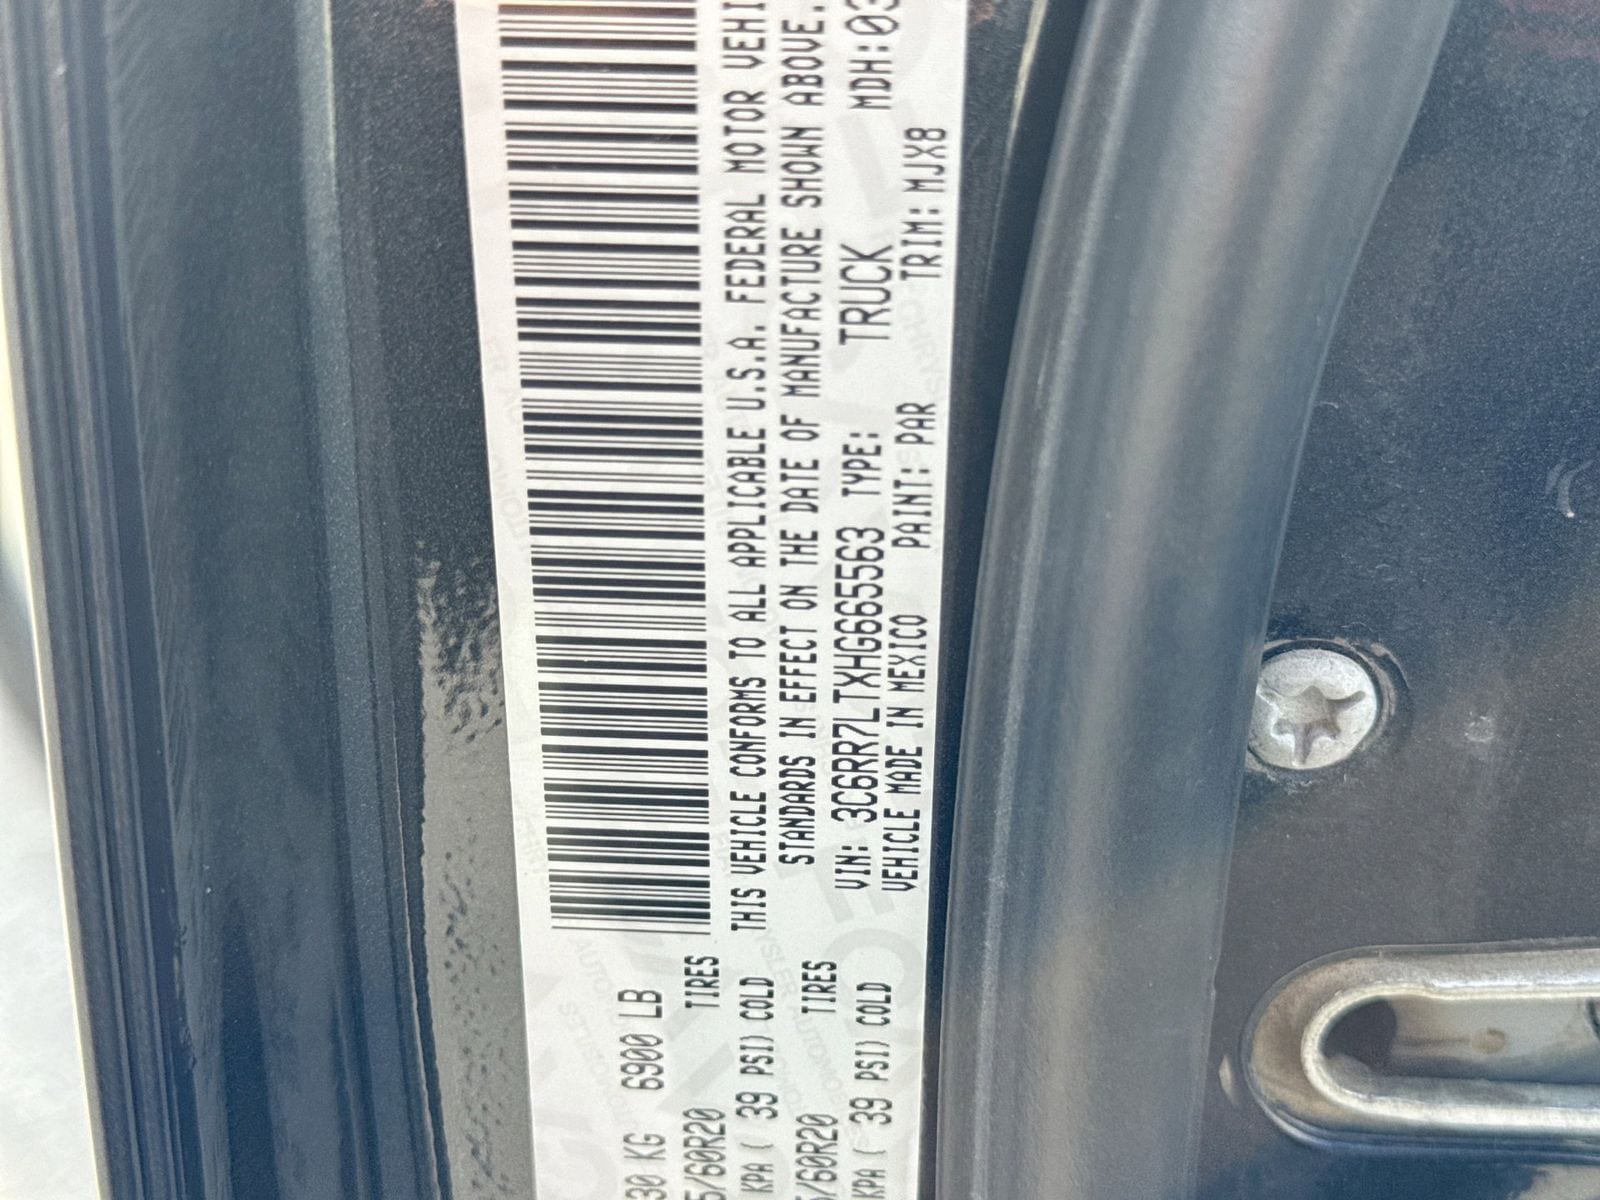 30 KG 6900 LB
5/60R20 TIRES
KPA ( 39 PSI) COLD
5/60R20 TIRES
KPA ( 39 PSI) COLD
THIS VEHICLE CONFORMS TO ALL APPLICABLE U.S.A. FEDERAL MOTOR VEHI
STANDARDS IN EFFECT ON THE DATE OF MANUFACTURE SHOWN ABOVE.
VIN: 3C6RR7LTXHG665563 TYPE: TRUCK MDH:03
VEHICLE MADE IN MEXICO PAINT: PAR TRIM: MJX8